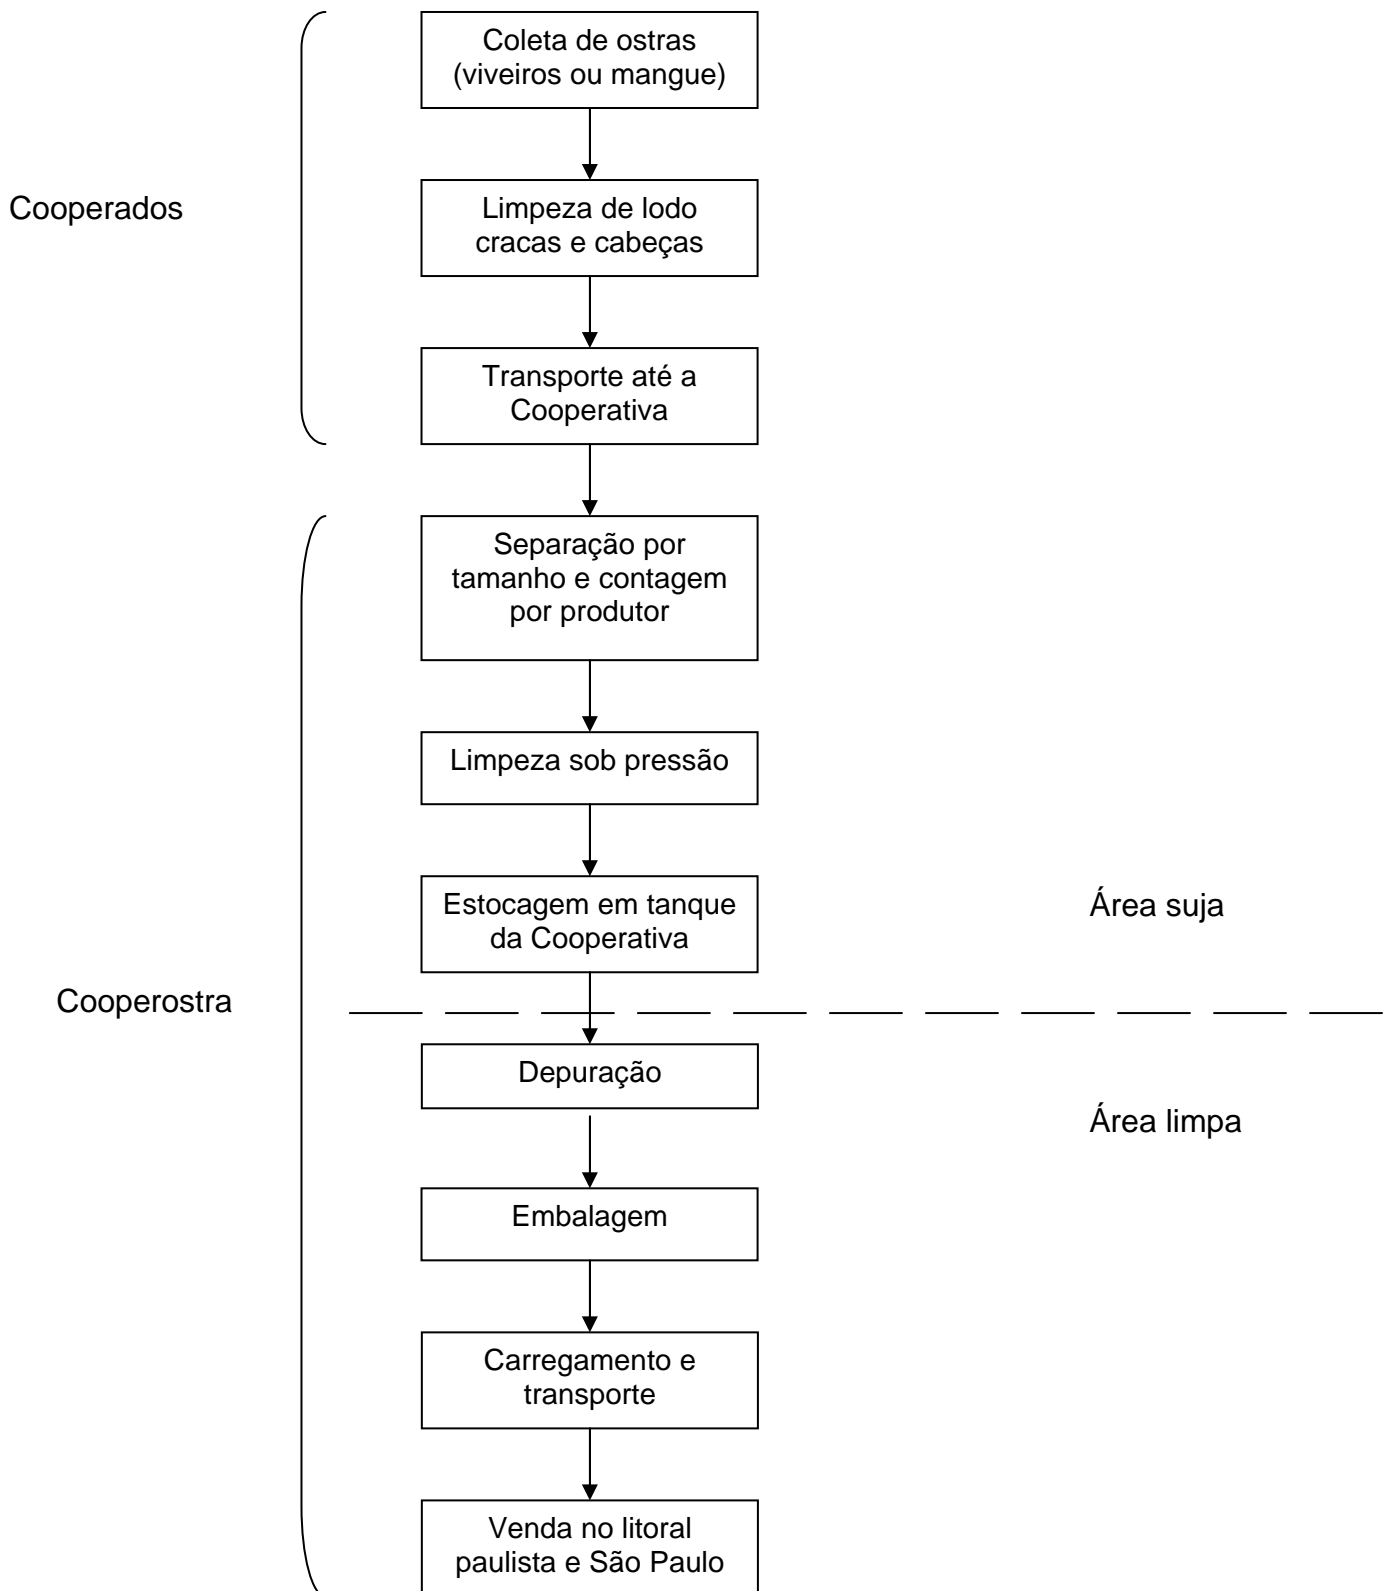 Coleta de ostras
(viveiros ou mangue)
Cooperados
Limpeza de lodo
cracas e cabeças
Transporte até a
Cooperativa
Separação por
tamanho e contagem
por produtor
Limpeza sob pressão
Estocagem em tanque
da Cooperativa
Área suja
Cooperostra
Depuração
Área limpa
Embalagem
Carregamento e
transporte
Venda no litoral
paulista e São Paulo